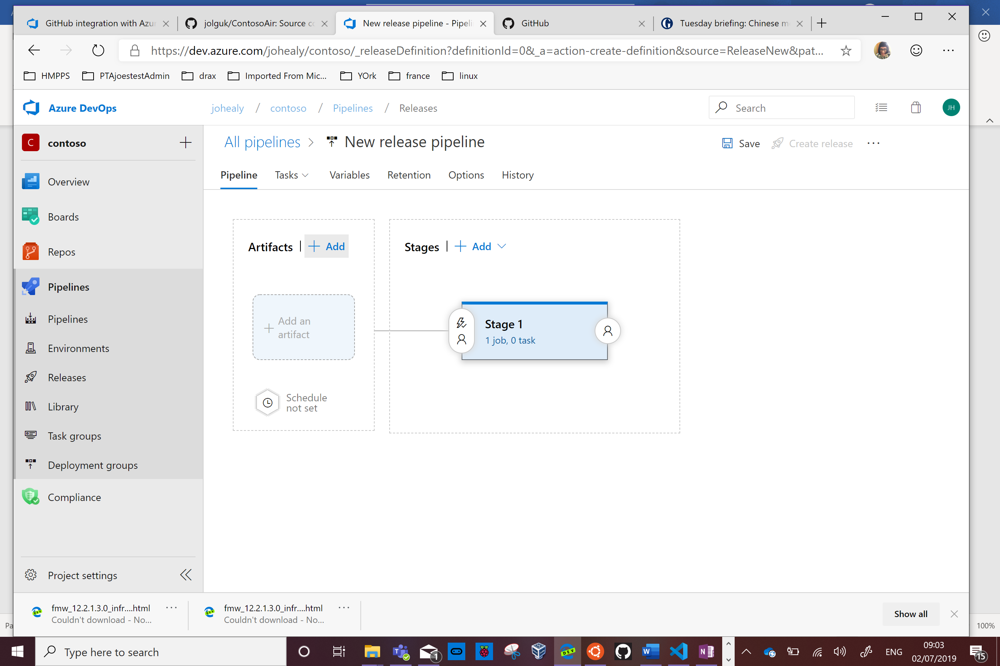 GitHub integration with Azur
jolguk/ContosoAir: Source co
New release pipeline - Pipeli
GitHub
Tuesday briefing: Chinese m
https://dev.azure.com/johealy/contoso/_releaseDefinition?definitionId=0&_a=action-create-definition&source=ReleaseNew&pat...
HMPPS
PTAjoestestAdmin
drax
Imported From Mic...
YOrk
france
linux
Azure DevOps
johealy / contoso / Pipelines / Releases
Search
JH
C
contoso
Overview
Boards
Repos
Pipelines
Pipelines
Environments
Releases
Library
Task groups
Deployment groups
Compliance
Project settings
All pipelines > New release pipeline
Save
Create release
...
Pipeline
Tasks
Variables
Retention
Options
History
Artifacts | + Add
+ Add an
artifact
Schedule
not set
Stages | + Add
Stage 1
1 job, 0 task
fmw_12.2.1.3.0_infr....html
Couldn't download - No...
fmw_12.2.1.3.0_infr....html
Couldn't download - No...
Show all
Pa
100%
Type here to search
1
DEV
ENG
09:03
02/07/2019
15